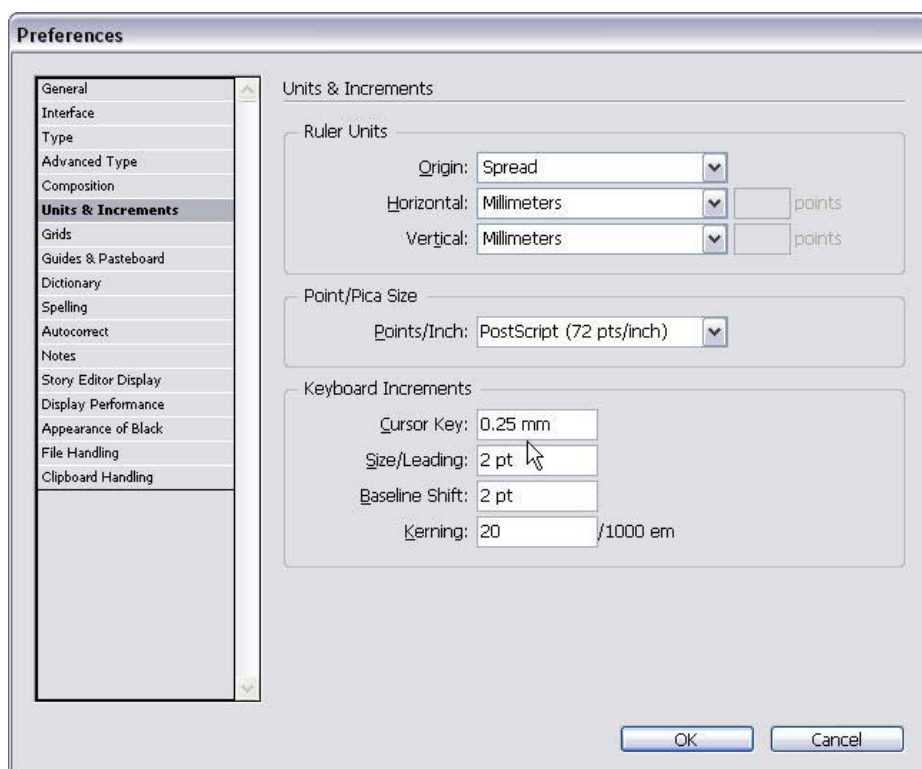 Preferences
General
Interface
Type
Advanced Type
Composition
Units & Increments
Grids
Guides & Pasteboard
Dictionary
Spelling
Autocorrect
Notes
Story Editor Display
Display Performance
Appearance of Black
File Handling
Clipboard Handling
Units & Increments
Ruler Units
Origin: Spread
Horizontal: Millimeters points
Vertical: Millimeters points
Point/Pica Size
Points/Inch: PostScript (72 pts/inch)
Keyboard Increments
Cursor Key: 0.25 mm
Size/Leading: 2 pt
Baseline Shift: 2 pt
Kerning: 20 /1000 em
OK Cancel